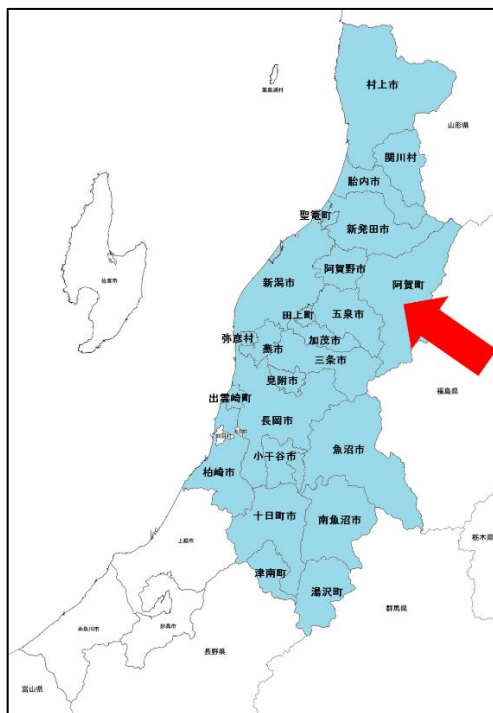 村上市
粟島浦村
山形県
関川村
胎内市
聖籠町
新発田市
阿賀野市
新潟市
阿賀町
佐渡市
田上町
五泉市
弥彦村
加茂市
燕市
三条市
見附市
福島県
出雲崎町
長岡市
刈羽村
魚沼市
小千谷市
柏崎市
十日町市
南魚沼市
栃木県
上越市
津南町
湯沢町
群馬県
糸魚川市
妙高市
長野県
富山県